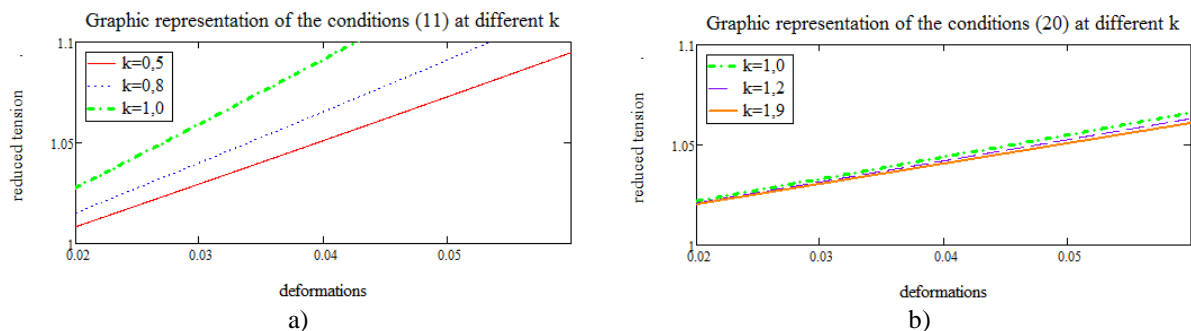 Graphic representation of the conditions (11) at different k
1.1
k=0,5
k=0,8
k=1,0
reduced tension
1.05
1
0.02 0.03 0.04 0.05
deformations
a)
Graphic representation of the conditions (20) at different k
1.1
k=1,0
k=1,2
k=1,9
reduced tension
1.05
1
0.02 0.03 0.04 0.05
deformations
b)